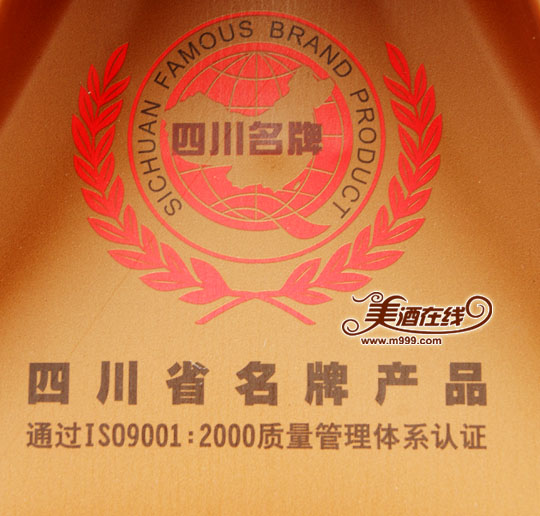 SICHUAN FAMOUS BRAND PRODUCT
四川名牌
美酒在线
www.m999.com
四川省名牌产品
通过ISO9001:2000质量管理体系认证